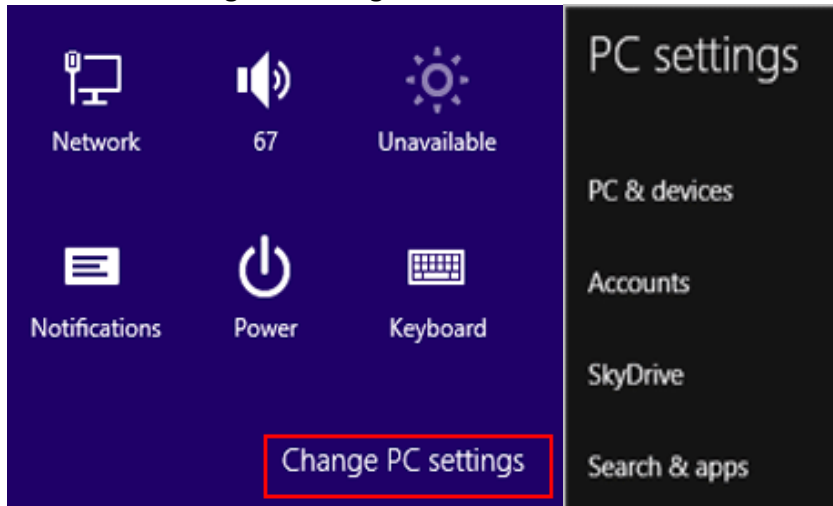 Network
67
Unavailable
Notifications
Power
Keyboard
Change PC settings
PC settings
PC & devices
Accounts
SkyDrive
Search & apps